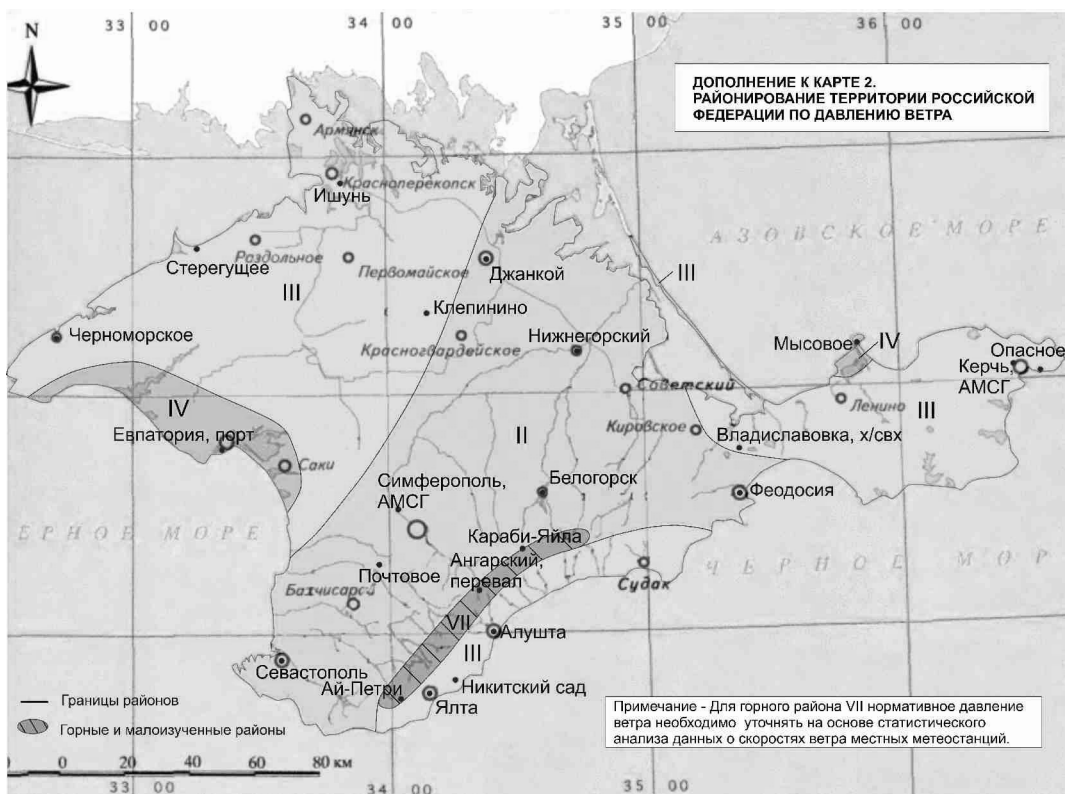 33 00
34 00
35 00
36 00
N
ДОПОЛНЕНИЕ К КАРТЕ 2.
РАЙОНИРОВАНИЕ ТЕРРИТОРИИ РОССИЙСКОЙ
ФЕДЕРАЦИИ ПО ДАВЛЕНИЮ ВЕТРА
Армянск
Красноперекопск
Ишунь
АЗОВСКОЕ МОРЕ
Раздольное
Стерегущее
Первомайское
Джанкой
III
III
Клепинино
Черноморское
Красногвардейское
Нижнегорский
Мысовое
IV
Опасное
Керчь,
АМСГ
Советский
Ленино
III
IV
Евпатория, порт
II
Кировское
Владиславовка, х/свх
Саки
Симферополь,
АМСГ
Белогорск
Феодосия
ЕРНОЕ МОРЕ
Караби-Яйла
Ангарский,
перевал
ЧЕРНОЕ МОР
Почтовое
Судак
Бахчисарай
VII
Алушта
III
Севастополь
Ай-Петри
Никитский сад
Ялта
Границы районов
Горные и малоизученные районы
Примечание - Для горного района VII нормативное давление
ветра необходимо уточнять на основе статистического
анализа данных о скоростях ветра местных метеостанций.
0 20 40 60 80 км
33 00
34 00
35 00